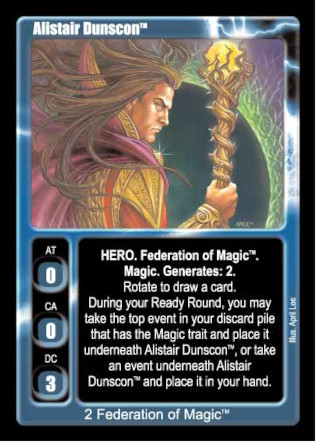 Alistair Dunscon™
APRIL
AT
0
CA
0
DC
3
HERO. Federation of Magic™.
Magic. Generates: 2.
Rotate to draw a card.
During your Ready Round, you may
take the top event in your discard pile
that has the Magic trait and place it
underneath Alistair Dunscon™, or take
an event underneath Alistair
Dunscon™ and place it in your hand.
Illus. April Lee
2 Federation of Magic™